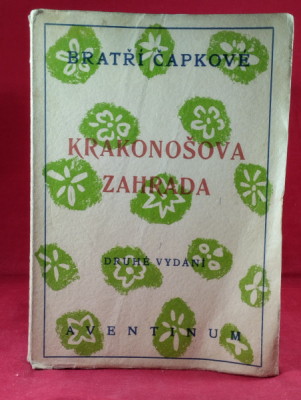 BRATŘÍ ČAPKOVÉ
KRAKONOŠOVA
ZAHRADA
DRUHÉ VYDÁNÍ
AVENTINUM